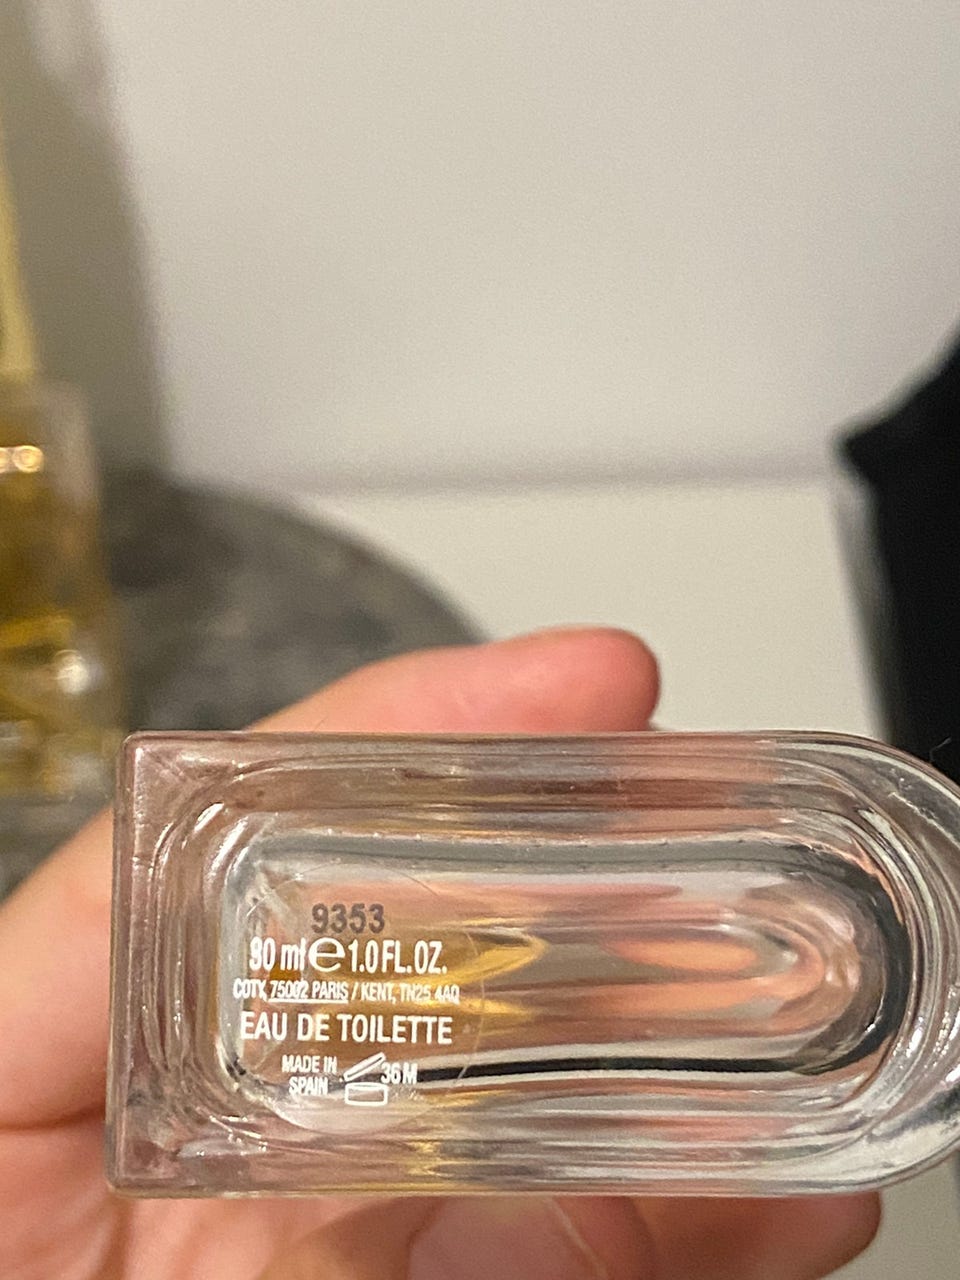 9353
30 ml e 1.0 FL.OZ.
COTY, 75002 PARIS / KENT, TN25 4AQ
EAU DE TOILETTE
MADE IN
SPAIN
36 M